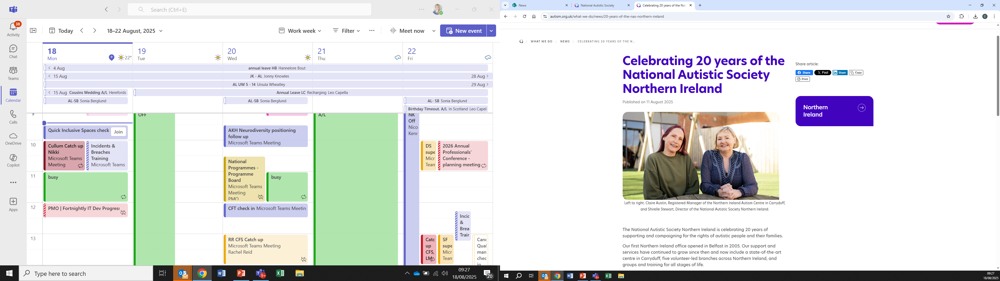 Search (Ctrl+E)
38
Activity
Chat
Teams
Calendar
Calls
OneDrive
Copilot
Apps
Today
18–22 August, 2025
Work week
Filter
Meet now
New event
18
Mon
22°
19
Tue
20
Wed
21
Thu
22
Fri
4 Aug
annual leave HB Hannelore Bout
15 Aug
JK - AL Jonny Knowles
28 Aug
AL UW 5 - 14 Ursula Wheatley
29 Aug
15 Aug Cousins Wedding A/L Herefords
Annual Leave LC Recharging Leo Capella
AL-SB Sonia Berglund
AL-SB Sonia Berglund
AL- SB Sonia Berglund
Birthday Timeout. A/L In Scotland Leo Capel
9
10
11
12
13
Quick Inclusive Spaces check
Join
Cullum Catch up
Nikki
Microsoft Teams
Meeting
Incidents &
Breaches
Training
Microsoft Teams
busy
PMO | Fortnightly IT Dev Progress
OFF
AKH Neurodiversity positioning
follow up
Microsoft Teams Meeting
National
Programmes -
Programme
Board
Microsoft Teams
Meeting
PMO
busy
CFT check in Microsoft Teams Meetin
RR CFS Catch up
Microsoft Teams Meeting
Rachel Reid
A/L
NK
Off
Nico
Kenr
DS
supe
Micr
Tean
2026 Annual
Professionals'
Conference -
planning meeting
Incic
&
Brea
Trair
Catc
up
CFS,
LM
SF
supe
Micr
Tean
Canc
Qual
man
chec
in
Type here to search
9+
09:27
18/08/2025
20
News
National Autistic Society
Celebrating 20 years of the Nat
autism.org.uk/what-we-do/news/20-years-of-the-nas-northern-ireland
C
WHAT WE DO
NEWS
CELEBRATING 20 YEARS OF THE N...
Celebrating 20 years of the
National Autistic Society
Northern Ireland
Published on 11 August 2025
Share article:
Share
Post
Share
Copy
Print
Northern
Ireland
Left to right: Claire Austin, Registered Manager of the Northern Ireland Autism Centre in Carryduff,
and Shirelle Stewart, Director of the National Autistic Society Northern Ireland.
The National Autistic Society Northern Ireland is celebrating 20 years of
supporting and campaigning for the rights of autistic people and their families.
Our first Northern Ireland office opened in Belfast in 2005. Our support and
services have continued to grow since then and now include a state-of-the-art
centre in Carryduff, five volunteer-led branches across Northern Ireland, and
groups and training for all stages of life.
9+
09:27
18/08/2025